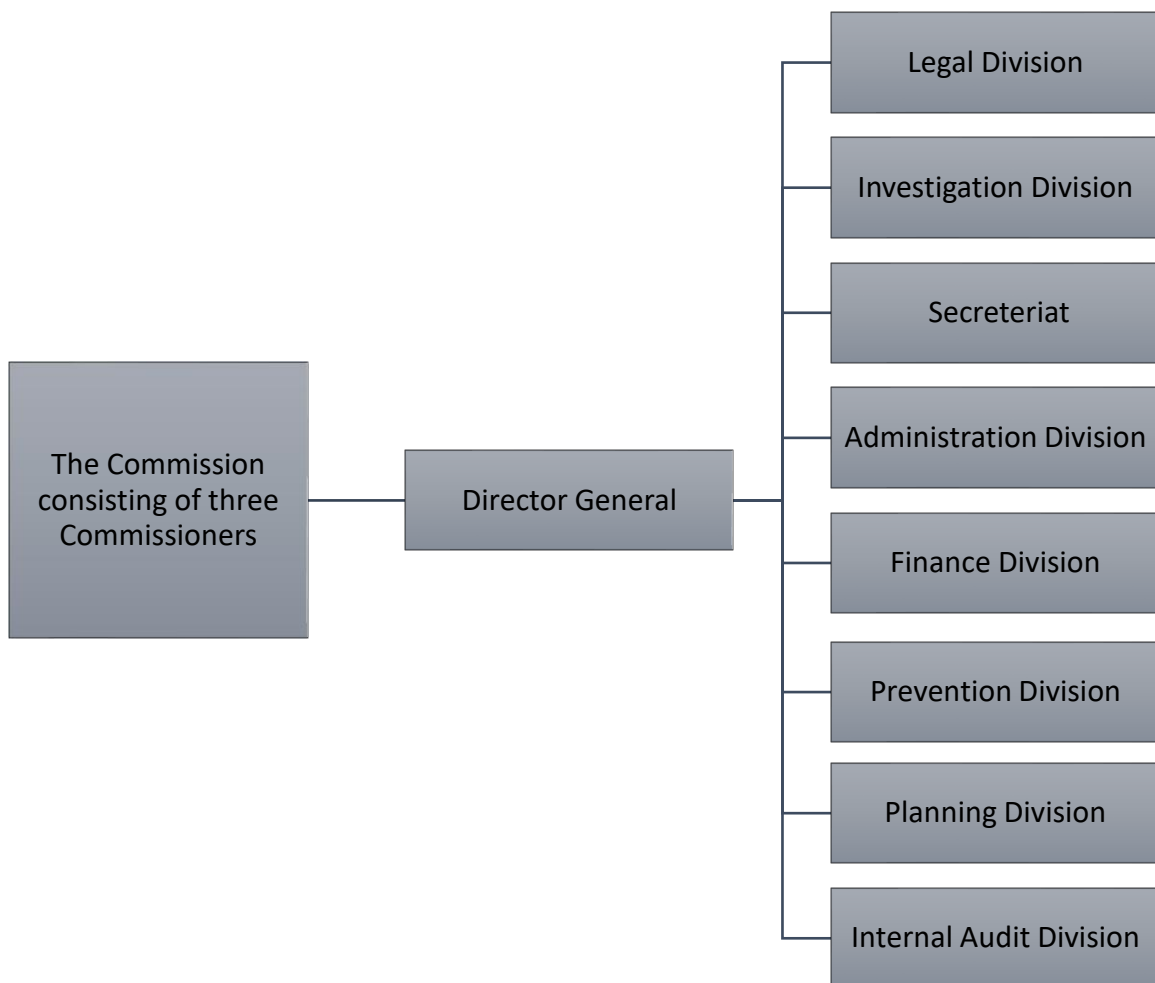 The Commission
consisting of three
Commissioners
Director General
Legal Division
Investigation Division
Secreteriat
Administration Division
Finance Division
Prevention Division
Planning Division
Internal Audit Division